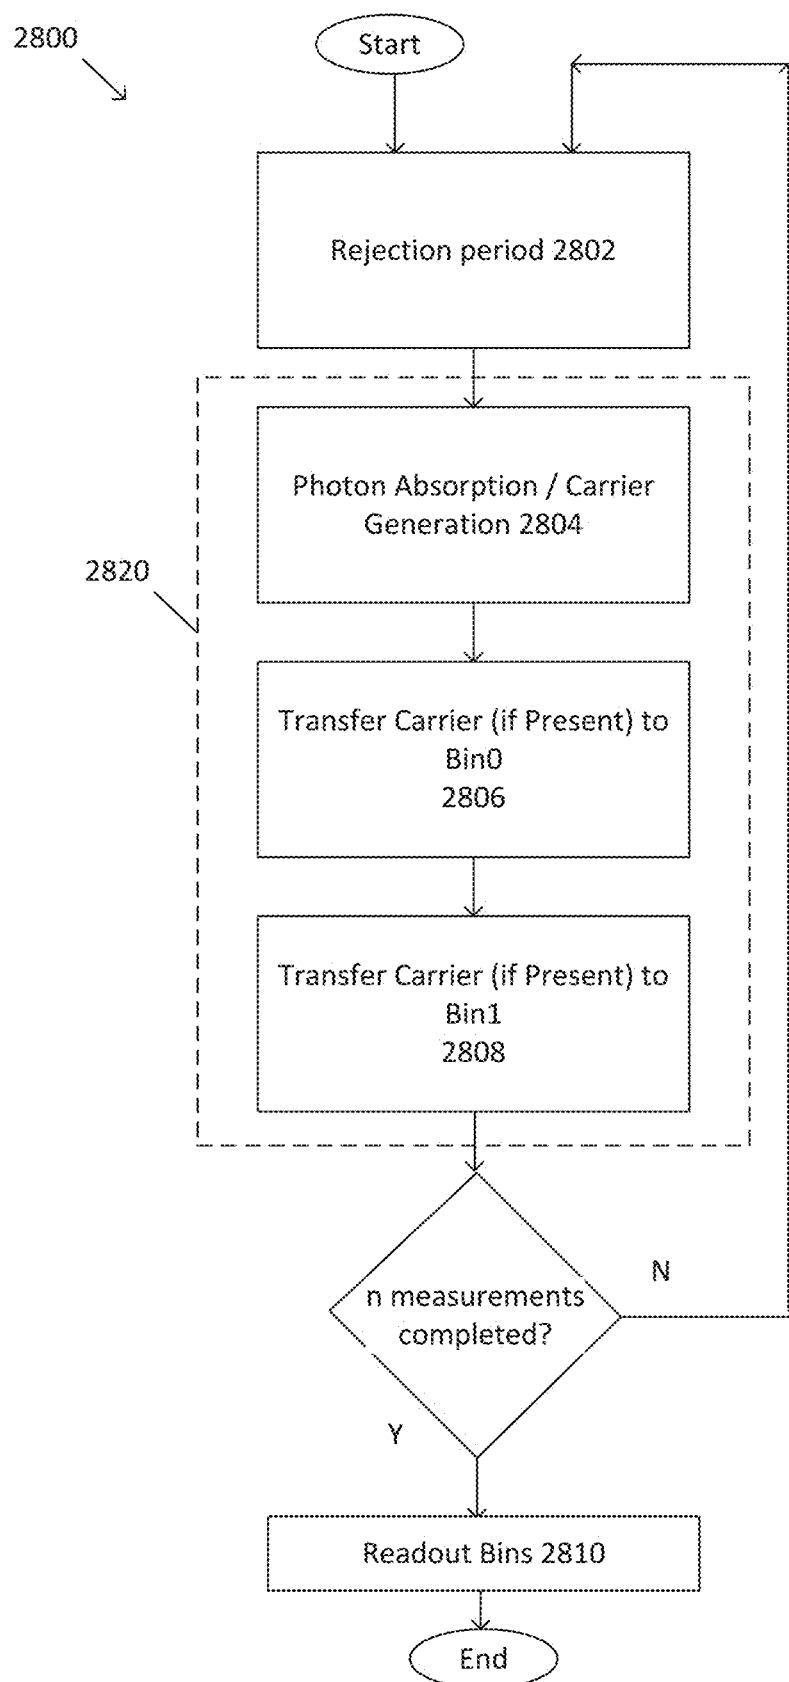 2800
Start
Rejection period 2802
Photon Absorption / Carrier
Generation 2804
2820
Transfer Carrier (if Present) to
Bin0
2806
Transfer Carrier (if Present) to
Bin1
2808
n measurements
completed?
N
Y
Readout Bins 2810
End